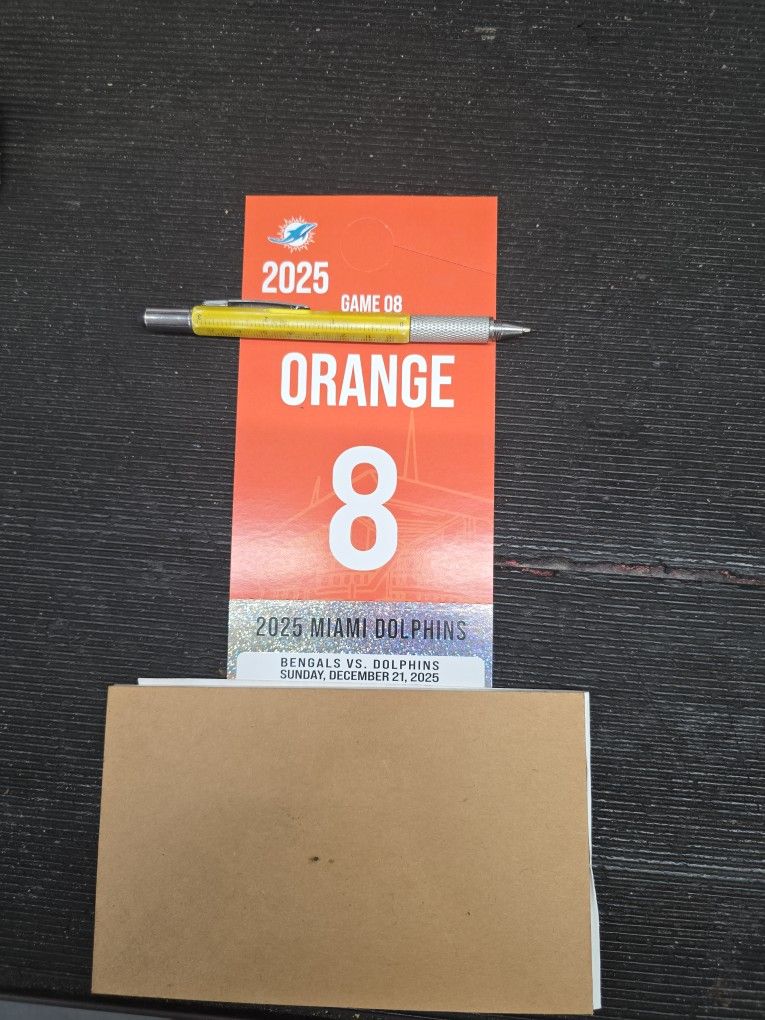 2025
GAME 08
ORANGE
8
2025 MIAMI DOLPHINS
BENGALS VS. DOLPHINS
SUNDAY, DECEMBER 21, 2025